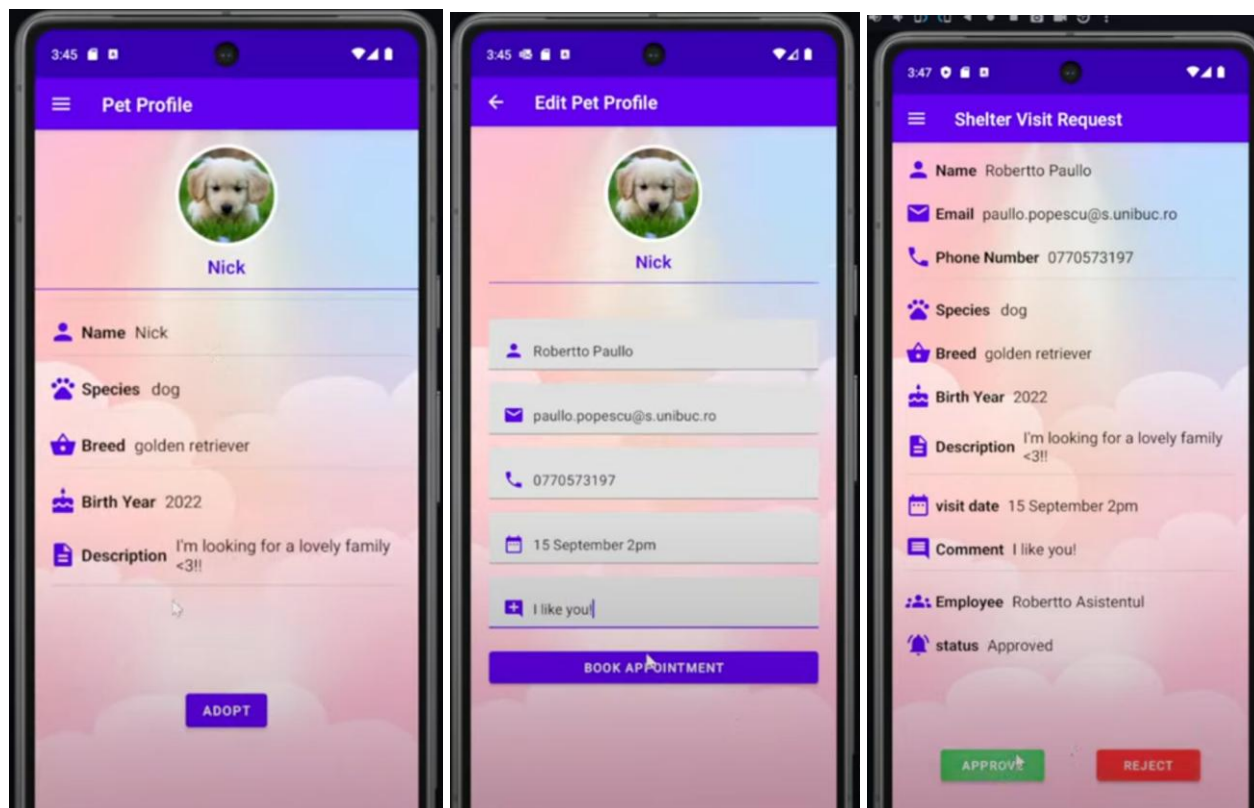 3:45
Pet Profile
Nick
Name Nick
Species dog
Breed golden retriever
Birth Year 2022
Description I'm looking for a lovely family
<3!!
ADOPT
3:45
Edit Pet Profile
Nick
Robertto Paullo
paullo.popescu@s.unibuc.ro
0770573197
15 September 2pm
I like you!
BOOK APPOINTMENT
3:47
Shelter Visit Request
Name Robertto Paullo
Email paullo.popescu@s.unibuc.ro
Phone Number 0770573197
Species dog
Breed golden retriever
Birth Year 2022
Description I'm looking for a lovely family
<3!!
visit date 15 September 2pm
Comment I like you!
Employee Robertto Asistentul
status Approved
APPROVE
REJECT